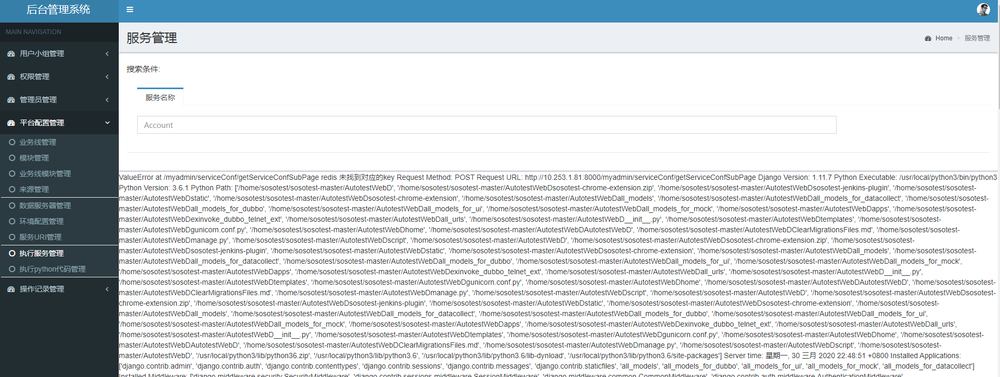 后台管理系统
MAIN NAVIGATION
用户小组管理
权限管理
管理员管理
平台配置管理
业务线管理
模块管理
业务线模块管理
来源管理
数据服务器管理
环境配置管理
服务URI管理
执行服务管理
执行python代码管理
操作记录管理
服务管理
Home > 服务管理
搜索条件:
服务名称
Account
ValueError at /myadmin/serviceConf/getServiceConfSubPage redis 未找到对应的key Request Method: POST Request URL: http://10.253.1.81:8000/myadmin/serviceConf/getServiceConfSubPage Django Version: 1.11.7 Python Executable: /usr/local/python3/bin/python3
Python Version: 3.6.1 Python Path: ['/home/sosotest/sosotest-master/AutotestWebD', '/home/sosotest/sosotest-master/AutotestWebDsosotest-chrome-extension.zip', '/home/sosotest/sosotest-master/AutotestWebDsosotest-jenkins-plugin', '/home/sosotest/sosotest-
master/AutotestWebDstatic', '/home/sosotest/sosotest-master/AutotestWebDsosotest-chrome-extension', '/home/sosotest/sosotest-master/AutotestWebDall_models', '/home/sosotest/sosotest-master/AutotestWebDall_models_for_datacollect', '/home/sosotest/sosotest-
master/AutotestWebDall_models_for_dubbo', '/home/sosotest/sosotest-master/AutotestWebDall_models_for_ui', '/home/sosotest/sosotest-master/AutotestWebDall_models_for_mock', '/home/sosotest/sosotest-master/AutotestWebDapps', '/home/sosotest/sosotest-
master/AutotestWebDexinvoke_dubbo_telnet_ext', '/home/sosotest/sosotest-master/AutotestWebDall_urls', '/home/sosotest/sosotest-master/AutotestWebD__init__.py', '/home/sosotest/sosotest-master/AutotestWebDtemplates', '/home/sosotest/sosotest-
master/AutotestWebDgunicorn.conf.py', '/home/sosotest/sosotest-master/AutotestWebDhome', '/home/sosotest/sosotest-master/AutotestWebDAutotestWebD', '/home/sosotest/sosotest-master/AutotestWebDClearMigrationsFiles.md', '/home/sosotest/sosotest-
master/AutotestWebDmanage.py', '/home/sosotest/sosotest-master/AutotestWebDscript', '/home/sosotest/sosotest-master/AutotestWebD', '/home/sosotest/sosotest-master/AutotestWebDsosotest-chrome-extension.zip', '/home/sosotest/sosotest-
master/AutotestWebDsosotest-jenkins-plugin', '/home/sosotest/sosotest-master/AutotestWebDstatic', '/home/sosotest/sosotest-master/AutotestWebDsosotest-chrome-extension', '/home/sosotest/sosotest-master/AutotestWebDall_models', '/home/sosotest/sosotest-
master/AutotestWebDall_models_for_datacollect', '/home/sosotest/sosotest-master/AutotestWebDall_models_for_dubbo', '/home/sosotest/sosotest-master/AutotestWebDall_models_for_ui', '/home/sosotest/sosotest-master/AutotestWebDall_models_for_mock',
'/home/sosotest/sosotest-master/AutotestWebDapps', '/home/sosotest/sosotest-master/AutotestWebDexinvoke_dubbo_telnet_ext', '/home/sosotest/sosotest-master/AutotestWebDall_urls', '/home/sosotest/sosotest-master/AutotestWebD__init__.py',
'/home/sosotest/sosotest-master/AutotestWebDtemplates', '/home/sosotest/sosotest-master/AutotestWebDgunicorn.conf.py', '/home/sosotest/sosotest-master/AutotestWebDhome', '/home/sosotest/sosotest-master/AutotestWebDAutotestWebD', '/home/sosotest/sosotest-
master/AutotestWebDClearMigrationsFiles.md', '/home/sosotest/sosotest-master/AutotestWebDmanage.py', '/home/sosotest/sosotest-master/AutotestWebDscript', '/home/sosotest/sosotest-master/AutotestWebD', '/home/sosotest/sosotest-master/AutotestWebDsosotest-
chrome-extension.zip', '/home/sosotest/sosotest-master/AutotestWebDsosotest-jenkins-plugin', '/home/sosotest/sosotest-master/AutotestWebDstatic', '/home/sosotest/sosotest-master/AutotestWebDsosotest-chrome-extension', '/home/sosotest/sosotest-
master/AutotestWebDall_models', '/home/sosotest/sosotest-master/AutotestWebDall_models_for_datacollect', '/home/sosotest/sosotest-master/AutotestWebDall_models_for_dubbo', '/home/sosotest/sosotest-master/AutotestWebDall_models_for_ui',
'/home/sosotest/sosotest-master/AutotestWebDall_models_for_mock', '/home/sosotest/sosotest-master/AutotestWebDapps', '/home/sosotest/sosotest-master/AutotestWebDexinvoke_dubbo_telnet_ext', '/home/sosotest/sosotest-master/AutotestWebDall_urls',
'/home/sosotest/sosotest-master/AutotestWebD__init__.py', '/home/sosotest/sosotest-master/AutotestWebDtemplates', '/home/sosotest/sosotest-master/AutotestWebDgunicorn.conf.py', '/home/sosotest/sosotest-master/AutotestWebDhome', '/home/sosotest/sosotest-
master/AutotestWebDAutotestWebD', '/home/sosotest/sosotest-master/AutotestWebDClearMigrationsFiles.md', '/home/sosotest/sosotest-master/AutotestWebDmanage.py', '/home/sosotest/sosotest-master/AutotestWebDscript', '/home/sosotest/sosotest-
master/AutotestWebD', '/usr/local/python3/lib/python36.zip', '/usr/local/python3/lib/python3.6', '/usr/local/python3/lib/python3.6/lib-dynload', '/usr/local/python3/lib/python3.6/site-packages'] Server time: 星期一, 30 三月 2020 22:48:51 +0800 Installed Applications:
['django.contrib.admin', 'django.contrib.auth', 'django.contrib.contenttypes', 'django.contrib.sessions', 'django.contrib.messages', 'django.contrib.staticfiles', 'all_models', 'all_models_for_dubbo', 'all_models_for_ui', 'all_models_for_mock', 'all_models_for_datacollect']
Installed Middleware: ['django.middleware.security.SecurityMiddleware', 'django.contrib.sessions.middleware.SessionMiddleware', 'django.middleware.common.CommonMiddleware', 'django.contrib.auth.middleware.AuthenticationMiddleware',